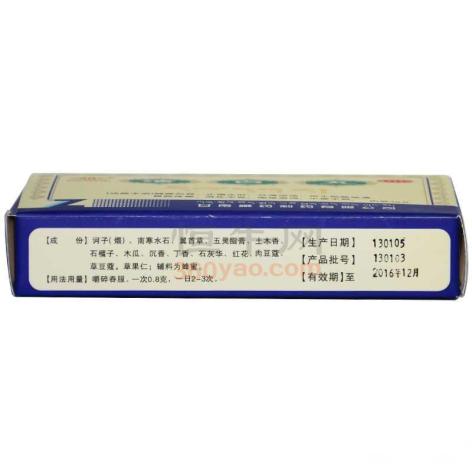 【成 份】诃子(煨)、南寒水石、翼首草、五灵脂膏、土木香、
石榴子、木瓜、沉香、丁香、石灰华、红花、肉豆蔻、
草豆蔻、草果仁；辅料为蜂蜜。
【用法用量】嚼碎吞服，一次0.8克，一日2-3次。
【生产日期】 130105
【产品批号】 130103
【有效期】至 2016年12月